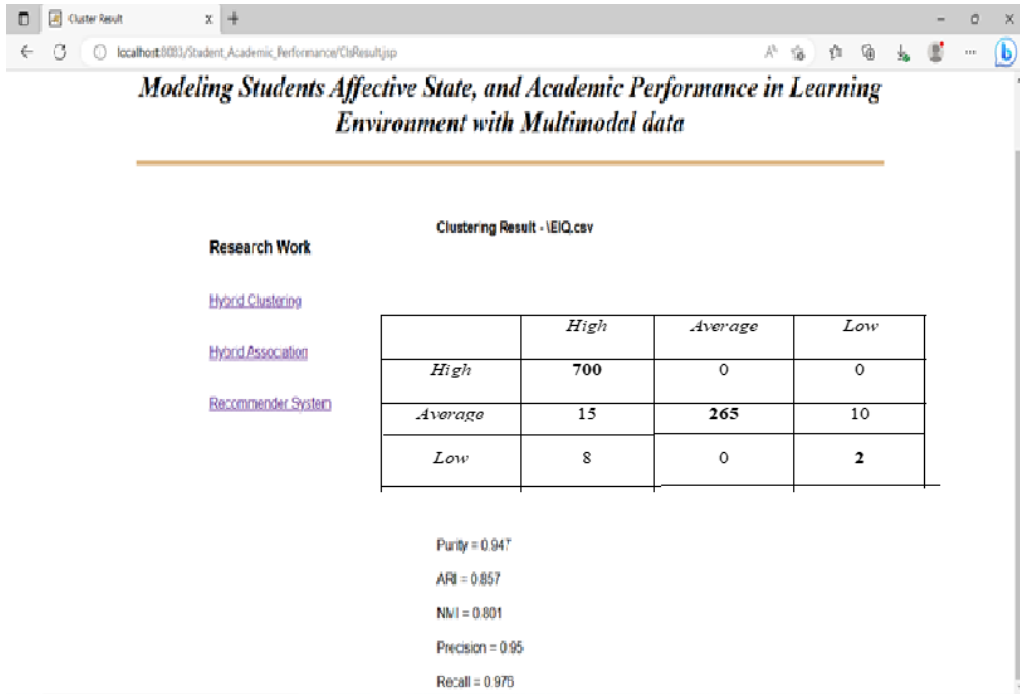 Cluster Result
localhost:8083/Student_Academic_Performance/ClsResult.jsp
Modeling Students Affective State, and Academic Performance in Learning
Environment with Multimodal data
Clustering Result - \EIQ.csv
Research Work
Hybrid Clustering
Hybrid Association
Recommender System
High Average Low
High 700 0 0
Average 15 265 10
Low 8 0 2
Purity = 0.947
ARI = 0.857
NMI = 0.801
Precision = 0.95
Recall = 0.976